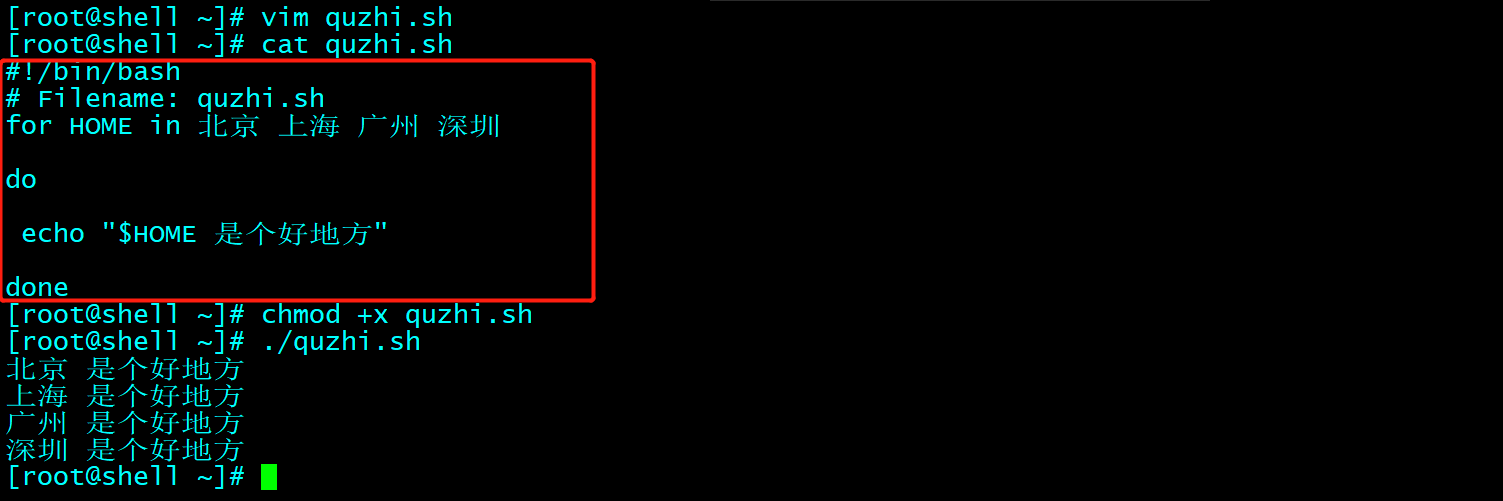 [root@shell ~]# vim quzhi.sh
[root@shell ~]# cat quzhi.sh
#!/bin/bash
# Filename: quzhi.sh
for HOME in 北京 上海 广州 深圳
do
echo "$HOME 是个好地方"
done
[root@shell ~]# chmod +x quzhi.sh
[root@shell ~]# ./quzhi.sh
北京 是个好地方
上海 是个好地方
广州 是个好地方
深圳 是个好地方
[root@shell ~]#